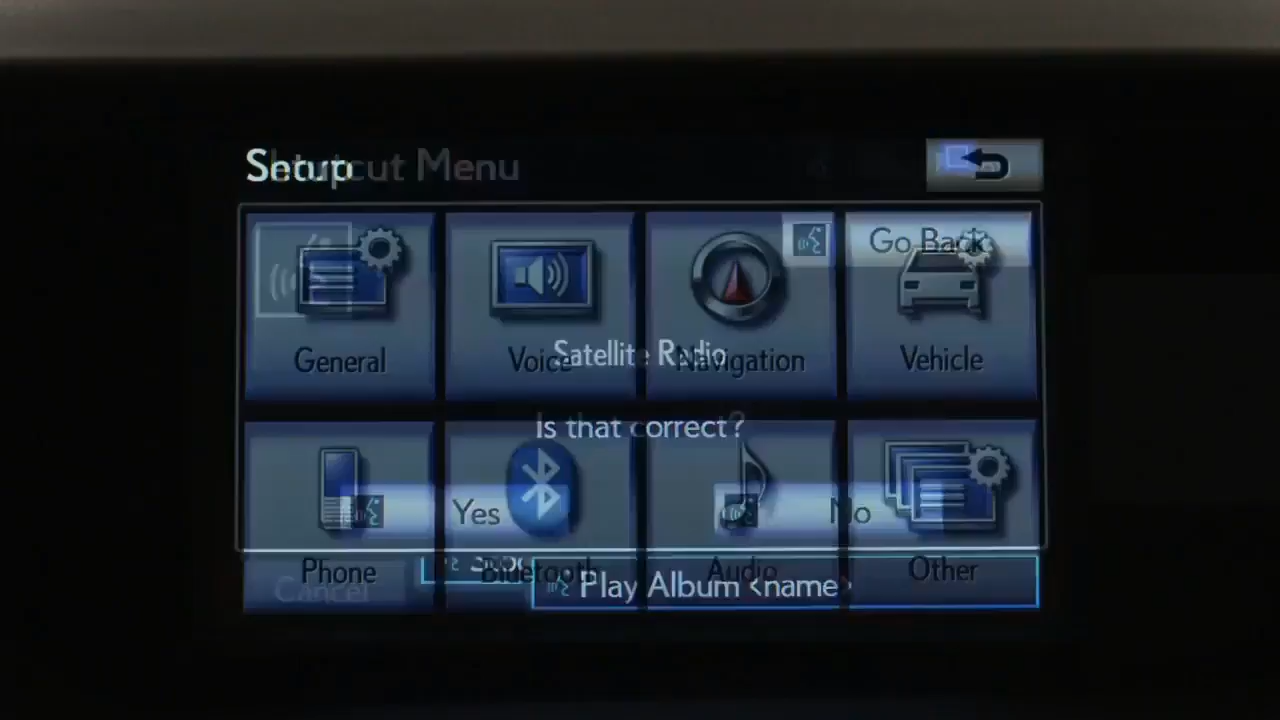 Setup
Shortcut Menu
Go Back
General
Voice
Navigation
Vehicle
Satellite Radio
Is that correct?
Yes
No
Phone
Bluetooth
Audio
Other
Cancel
Play Album <name>